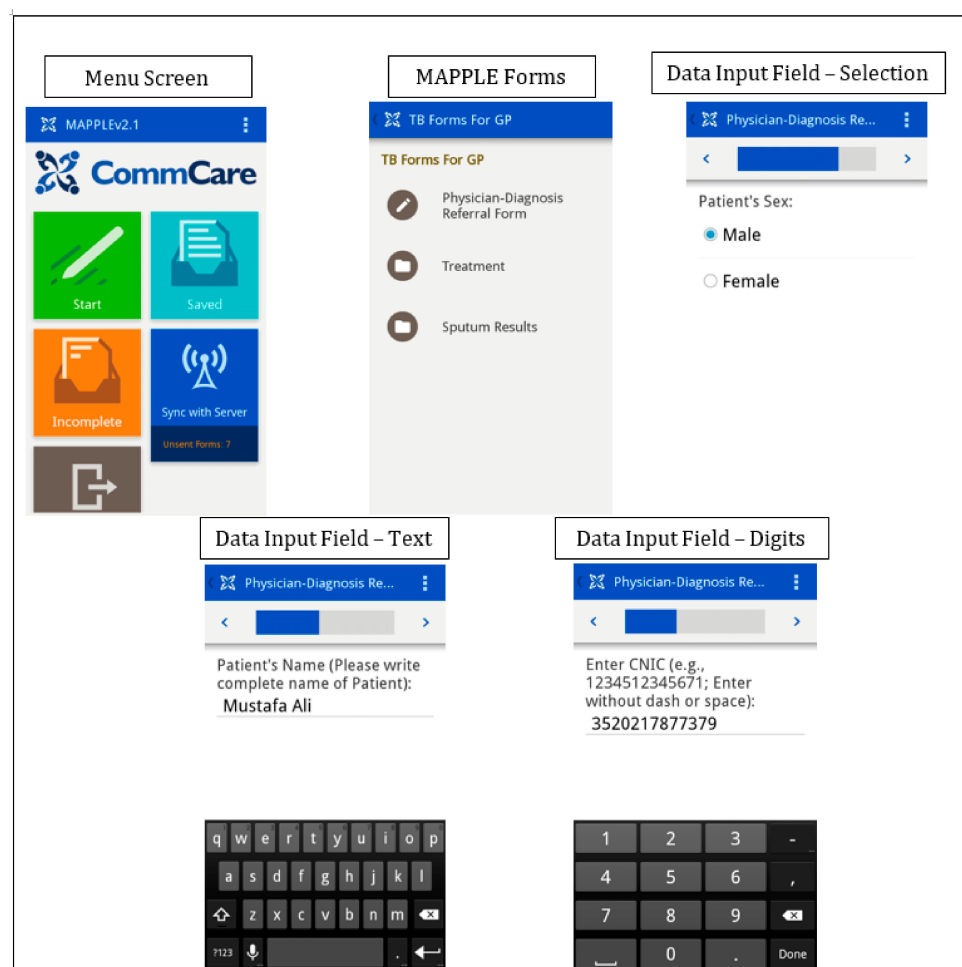 Menu Screen
MAPPLEv2.1
CommCare
Start
Saved
Incomplete
Sync with Server
Unsent Forms: 7
MAPPLE Forms
TB Forms For GP
TB Forms For GP
Physician-Diagnosis
Referral Form
Treatment
Sputum Results
Data Input Field – Selection
Physician-Diagnosis Re...
Patient's Sex:
Male
Female
Data Input Field – Text
Physician-Diagnosis Re...
Patient's Name (Please write
complete name of Patient):
Mustafa Ali
q w e r t y u i o p
a s d f g h j k l
z x c v b n m
?123 .
Data Input Field – Digits
Physician-Diagnosis Re...
Enter CNIC (e.g.,
1234512345671; Enter
without dash or space):
3520217877379
1 2 3 -
4 5 6 ,
7 8 9
0 . Done